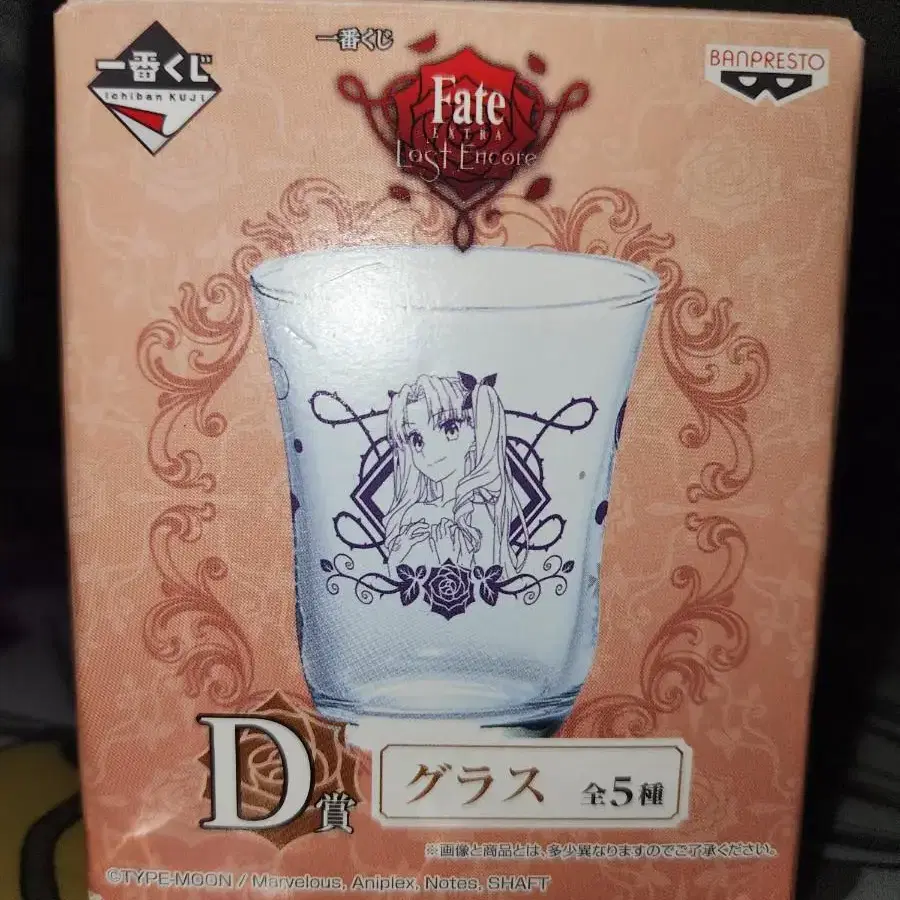 一番くじ
Ichiban KUJI
一番くじ
Fate
EXTRA
Last Encore
BANPRESTO
D賞
グラス 全5種
※画像と商品とは、多少異なりますのでご了承ください。
©TYPE-MOON / Marvelous, Aniplex, Notes, SHAFT